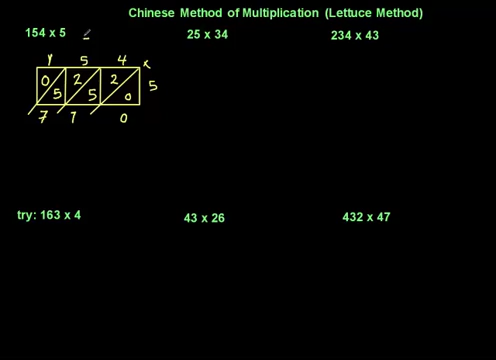 Chinese Method of Multiplication (Lettuce Method)
154 x 5 =
25 x 34
234 x 43
1 5 4 x
0 2 2 5
5 5 0
7 7 0
try: 163 x 4
43 x 26
432 x 47